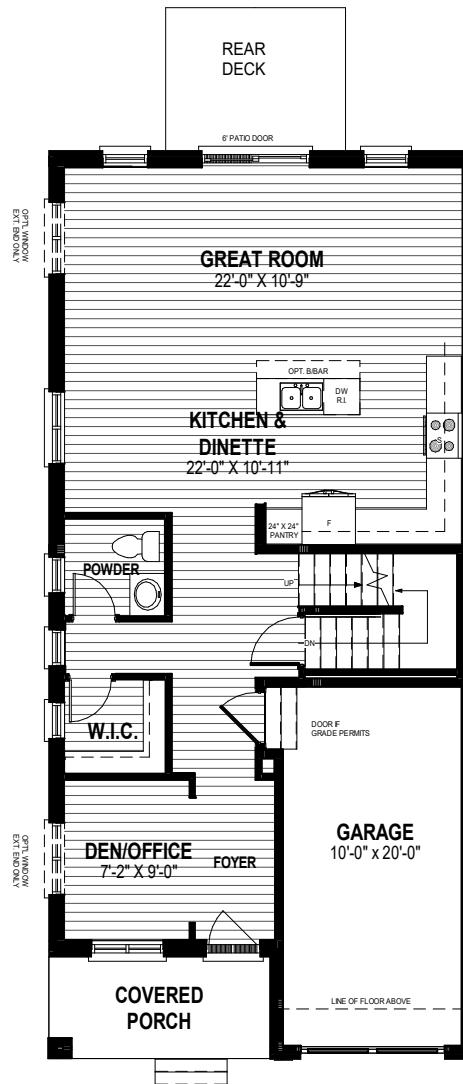 REAR
DECK
6' PATIO DOOR
OPT'L WINDOW
EXT. END ONLY
GREAT ROOM
22'-0" X 10'-9"
OPT. B/BAR
DW
R.I.
KITCHEN &
DINETTE
22'-0" X 10'-11"
S
24" X 24"
PANTRY
F
POWDER
UP
DN
W.I.C.
DOOR IF
GRADE PERMITS
OPT'L WINDOW
EXT. END ONLY
DEN/OFFICE
7'-2" X 9'-0"
FOYER
GARAGE
10'-0" x 20'-0"
COVERED
PORCH
LINE OF FLOOR ABOVE